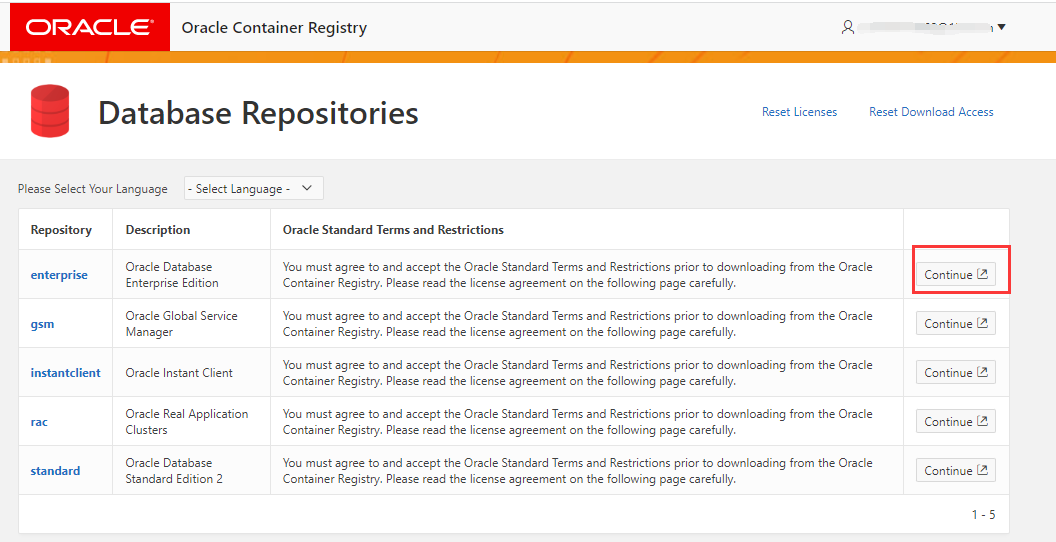 ORACLE Oracle Container Registry
Database Repositories
Reset Licenses Reset Download Access
Please Select Your Language - Select Language -
Repository Description Oracle Standard Terms and Restrictions
enterprise
Oracle Database
Enterprise Edition
You must agree to and accept the Oracle Standard Terms and Restrictions prior to downloading from the Oracle
Container Registry. Please read the license agreement on the following page carefully.
Continue
gsm
Oracle Global Service
Manager
You must agree to and accept the Oracle Standard Terms and Restrictions prior to downloading from the Oracle
Container Registry. Please read the license agreement on the following page carefully.
Continue
instantclient
Oracle Instant Client
You must agree to and accept the Oracle Standard Terms and Restrictions prior to downloading from the Oracle
Container Registry. Please read the license agreement on the following page carefully.
Continue
rac
Oracle Real Application
Clusters
You must agree to and accept the Oracle Standard Terms and Restrictions prior to downloading from the Oracle
Container Registry. Please read the license agreement on the following page carefully.
Continue
standard
Oracle Database
Standard Edition 2
You must agree to and accept the Oracle Standard Terms and Restrictions prior to downloading from the Oracle
Container Registry. Please read the license agreement on the following page carefully.
Continue
1 - 5